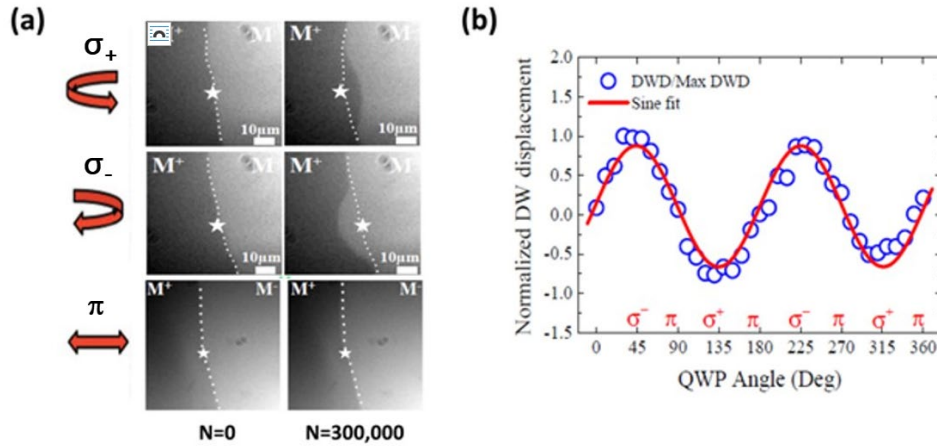 (a)
σ₊
M⁺ M⁻
10μm
M⁺ M⁻
10μm
σ₋
M⁺ M⁻
10μm
M⁺ M⁻
10μm
π
M⁺ M⁻
M⁺ M⁻
N=0 N=300,000
(b)
Normalized DW displacement
2.0
1.5
1.0
0.5
0.0
-0.5
-1.0
-1.5
DWD/Max DWD
Sine fit
σ⁻ π σ⁺ π σ⁻ π σ⁺ π
0 45 90 135 180 225 270 315 360
QWP Angle (Deg)